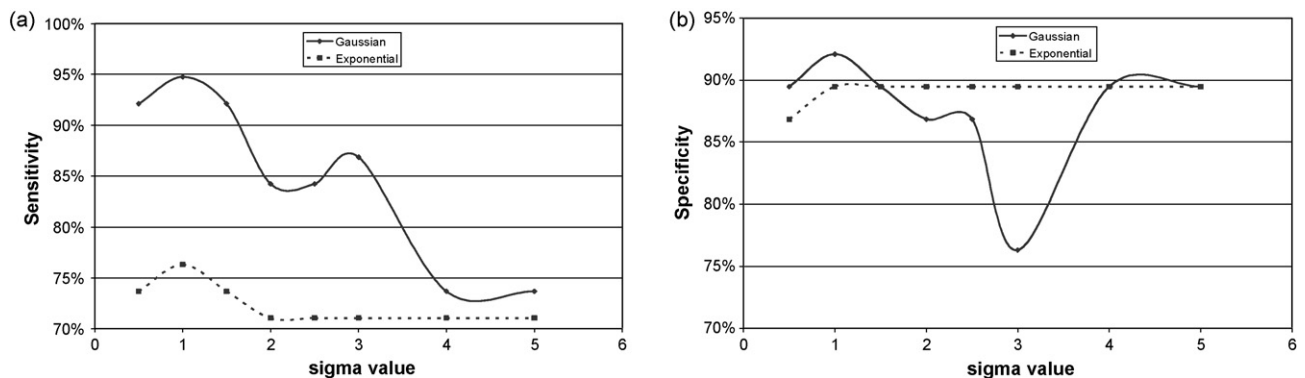 (a)
100%
95%
90%
85%
80%
75%
70%
Sensitivity
Gaussian
Exponential
0 1 2 3 4 5 6
sigma value
(b)
95%
90%
85%
80%
75%
70%
Specificity
Gaussian
Exponential
0 1 2 3 4 5 6
sigma value